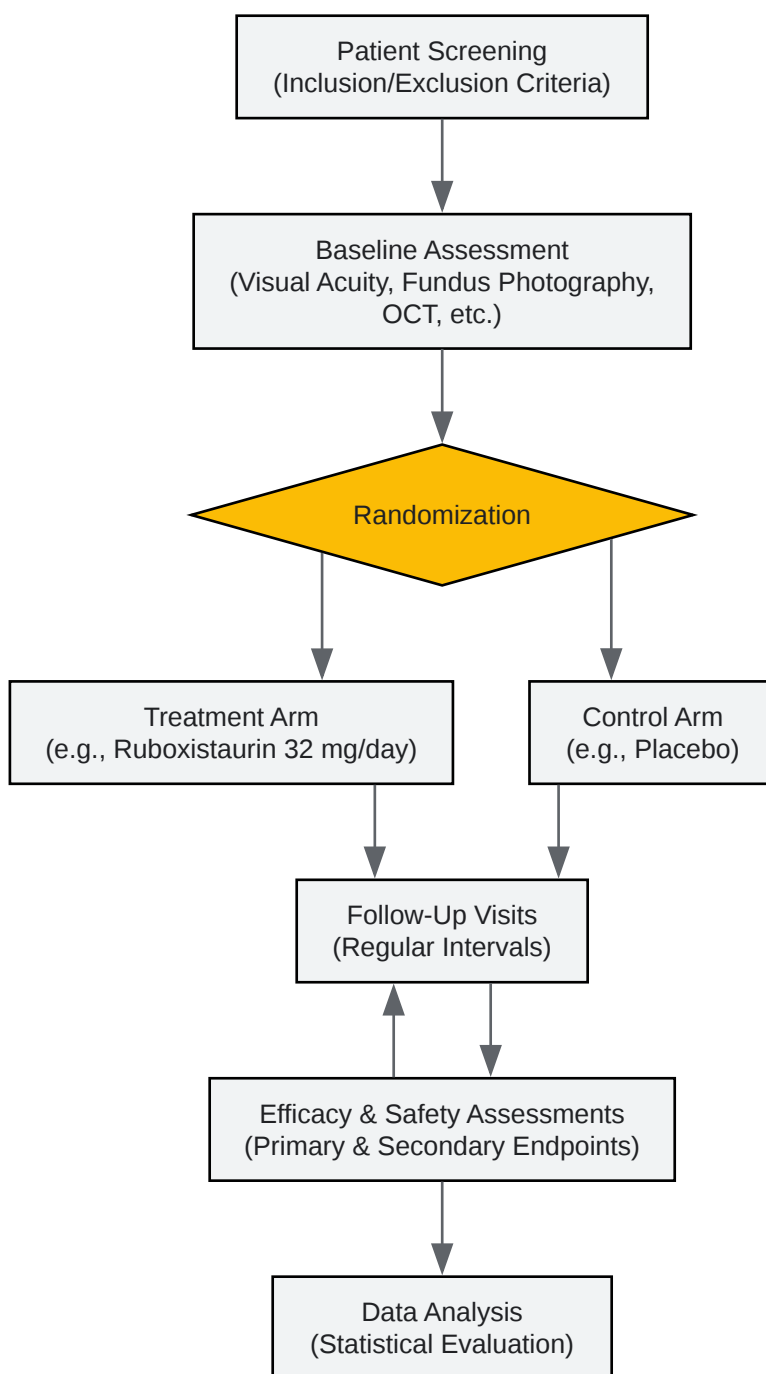 Patient Screening
(Inclusion/Exclusion Criteria)
Baseline Assessment
(Visual Acuity, Fundus Photography,
OCT, etc.)
Randomization
Treatment Arm
(e.g., Ruboxistaurin 32 mg/day)
Control Arm
(e.g., Placebo)
Follow-Up Visits
(Regular Intervals)
Efficacy & Safety Assessments
(Primary & Secondary Endpoints)
Data Analysis
(Statistical Evaluation)